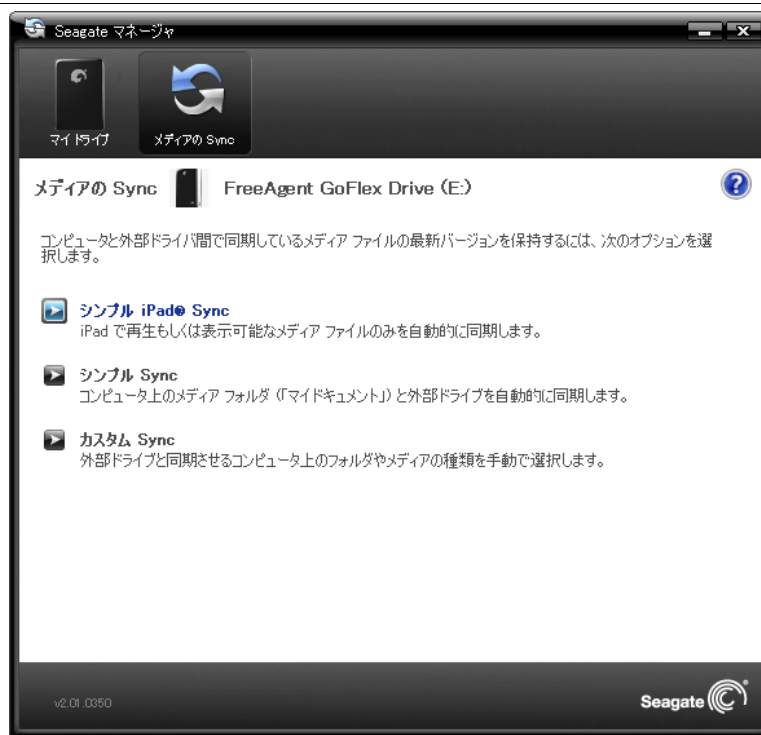 Seagate マネージャ
マイ ドライブ
メディアの Sync
メディアの Sync FreeAgent GoFlex Drive (E:)
コンピュータと外部ドライバ間で同期しているメディア ファイルの最新バージョンを保持するには、次のオプションを選
択します。
シンプル iPad® Sync
iPad で再生もしくは表示可能なメディア ファイルのみを自動的に同期します。
シンプル Sync
コンピュータ上のメディア フォルダ (「マイドキュメント」) と外部ドライブを自動的に同期します。
カスタム Sync
外部ドライブと同期させるコンピュータ上のフォルダやメディアの種類を手動で選択します。
v2.01.0350
Seagate